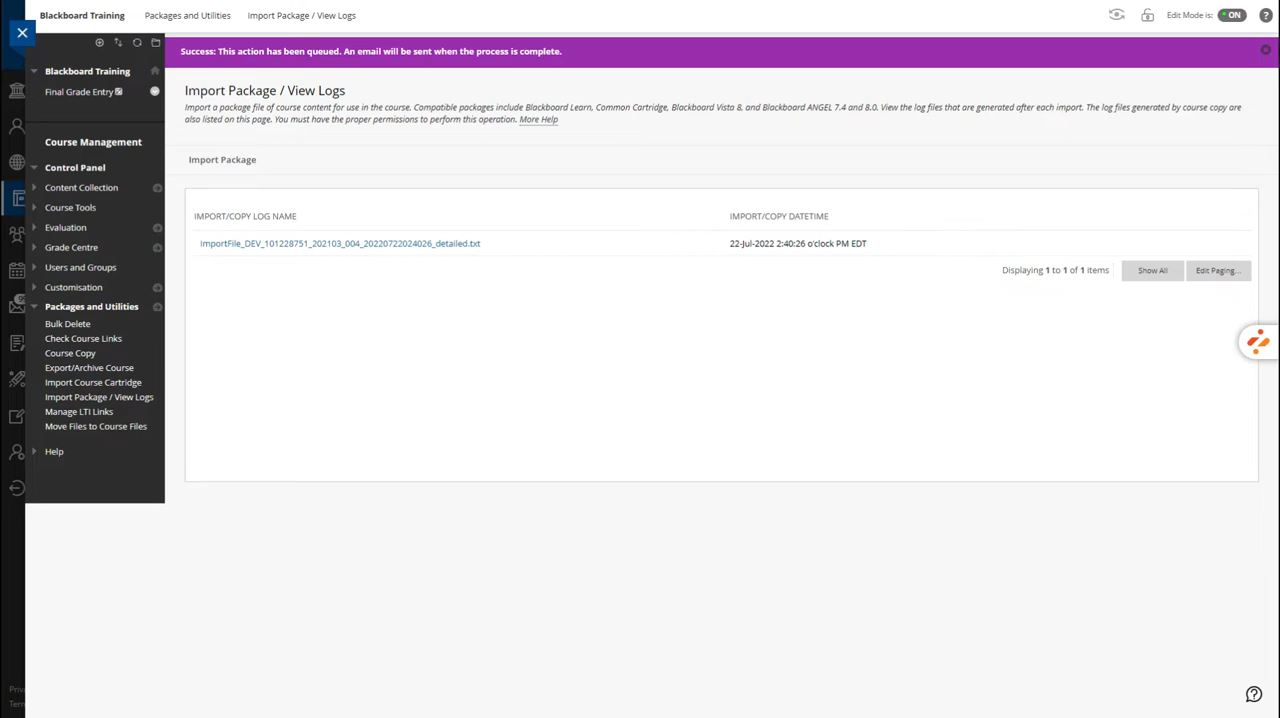 Blackboard Training Packages and Utilities Import Package / View Logs Edit Mode is: ON ?
Success: This action has been queued. An email will be sent when the process is complete.
Blackboard Training
Final Grade Entry
Course Management
Control Panel
Content Collection
Course Tools
Evaluation
Grade Centre
Users and Groups
Customisation
Packages and Utilities
Bulk Delete
Check Course Links
Course Copy
Export/Archive Course
Import Course Cartridge
Import Package / View Logs
Manage LTI Links
Move Files to Course Files
Help
Import Package / View Logs
Import a package file of course content for use in the course. Compatible packages include Blackboard Learn, Common Cartridge, Blackboard Vista 8, and Blackboard ANGEL 7.4 and 8.0. View the log files that are generated after each import. The log files generated by course copy are
also listed on this page. You must have the proper permissions to perform this operation. More Help
Import Package
IMPORT/COPY LOG NAME IMPORT/COPY DATETIME
ImportFile_DEV_101228751_202103_004_20220722024026_detailed.txt 22-Jul-2022 2:40:26 o'clock PM EDT
Displaying 1 to 1 of 1 items Show All Edit Paging...